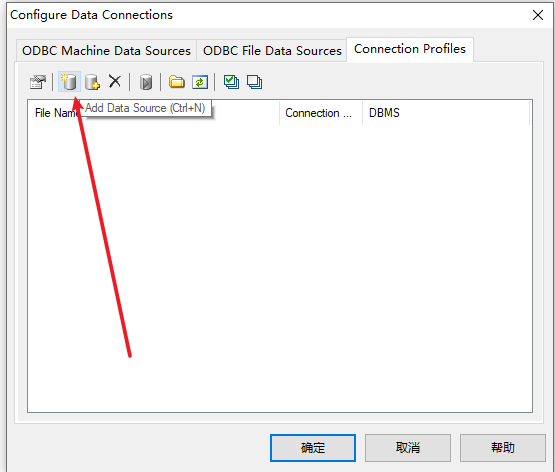 Configure Data Connections
ODBC Machine Data Sources ODBC File Data Sources Connection Profiles
Add Data Source (Ctrl+N)
File Name Connection ... DBMS
确定 取消 帮助